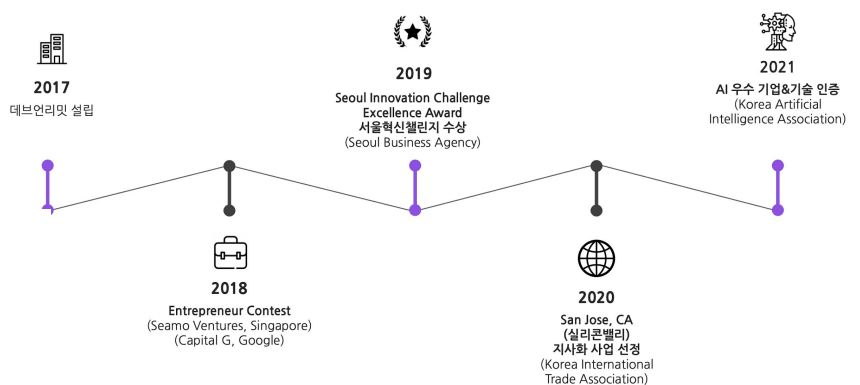 2017
데브언리밋 설립
2018
Entrepreneur Contest
(Seamo Ventures, Singapore)
(Capital G, Google)
2019
Seoul Innovation Challenge
Excellence Award
서울혁신챌린지 수상
(Seoul Business Agency)
2020
San Jose, CA
(실리콘밸리)
지사화 사업 선정
(Korea International
Trade Association)
2021
AI 우수 기업&기술 인증
(Korea Artificial
Intelligence Association)